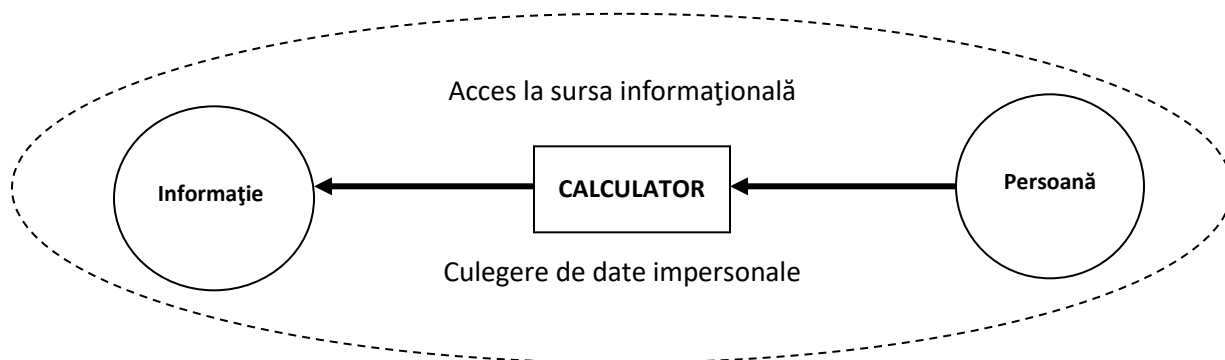 Acces la sursa informaţională
Informaţie
CALCULATOR
Persoană
Culegere de date impersonale